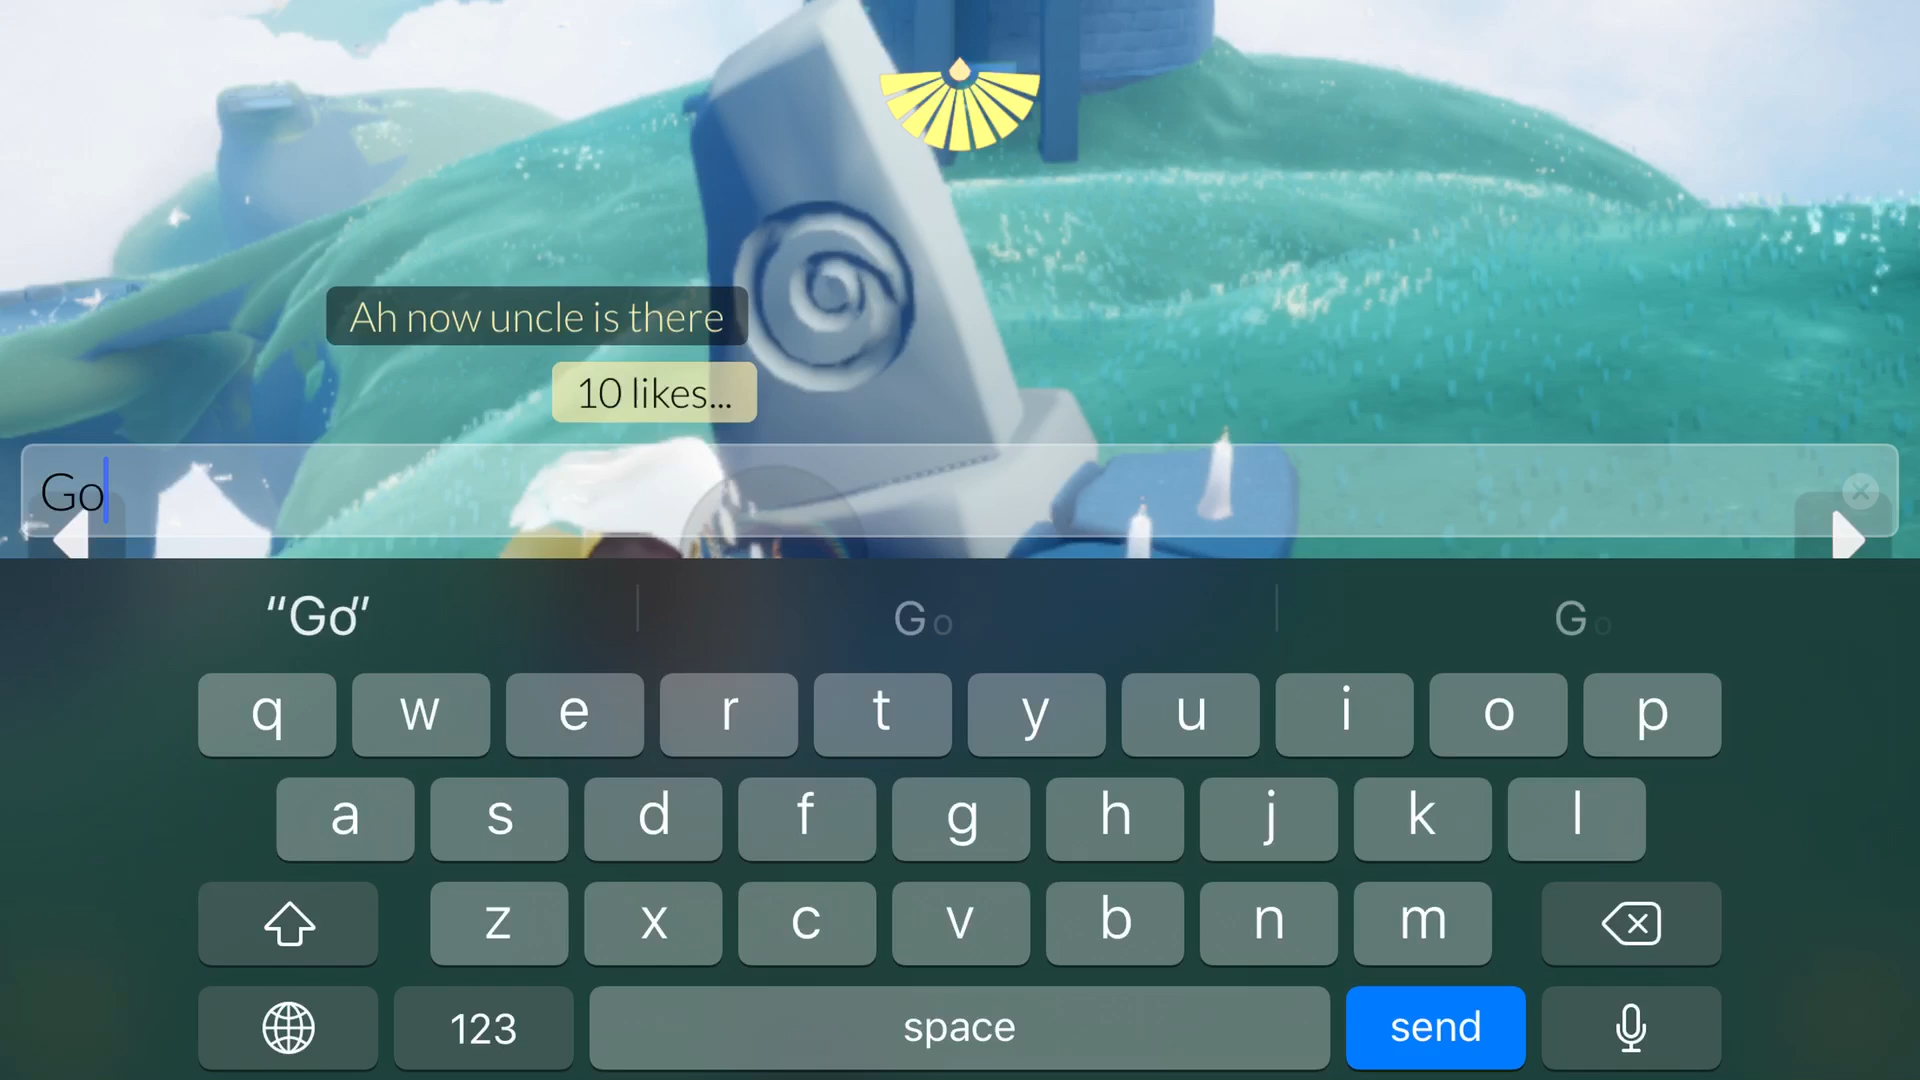 Ah now uncle is there
10 likes...
Go
“Go” Go Go
q w e r t y u i o p
a s d f g h j k l
z x c v b n m
123 space send